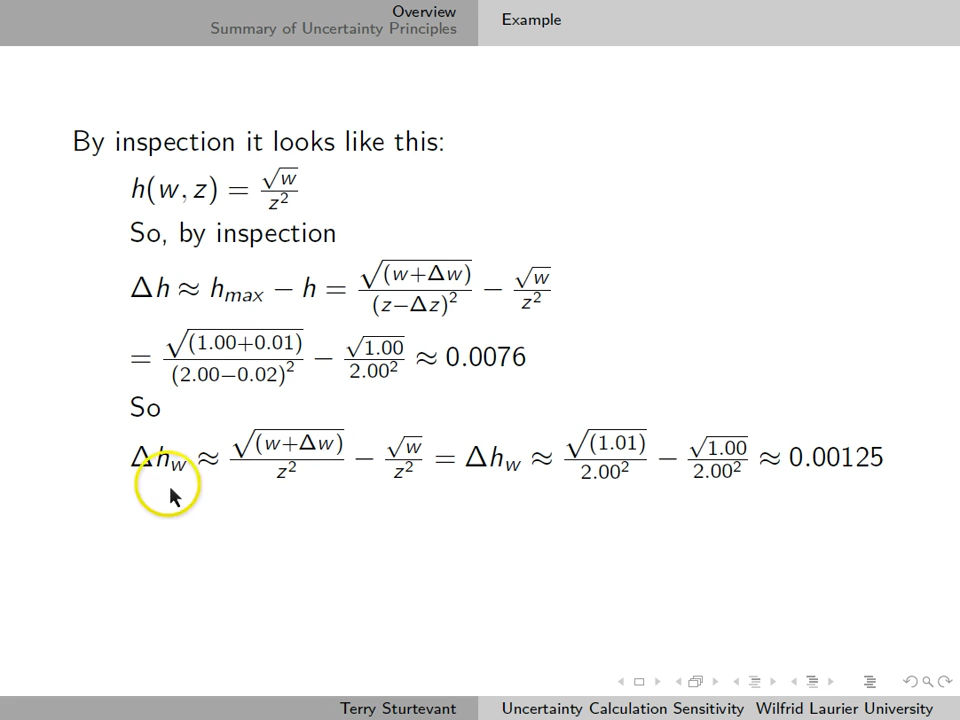 Overview
Summary of Uncertainty Principles
Example
By inspection it looks like this:
h(w, z) = √w / z²
So, by inspection
Δh ≈ h_max − h = √(w+Δw) / (z−Δz)² − √w / z²
= √(1.00+0.01) / (2.00−0.02)² − √1.00 / 2.00² ≈ 0.0076
So
Δh_w ≈ √(w+Δw) / z² − √w / z² = Δh_w ≈ √(1.01) / 2.00² − √1.00 / 2.00² ≈ 0.00125
Terry Sturtevant
Uncertainty Calculation Sensitivity Wilfrid Laurier University